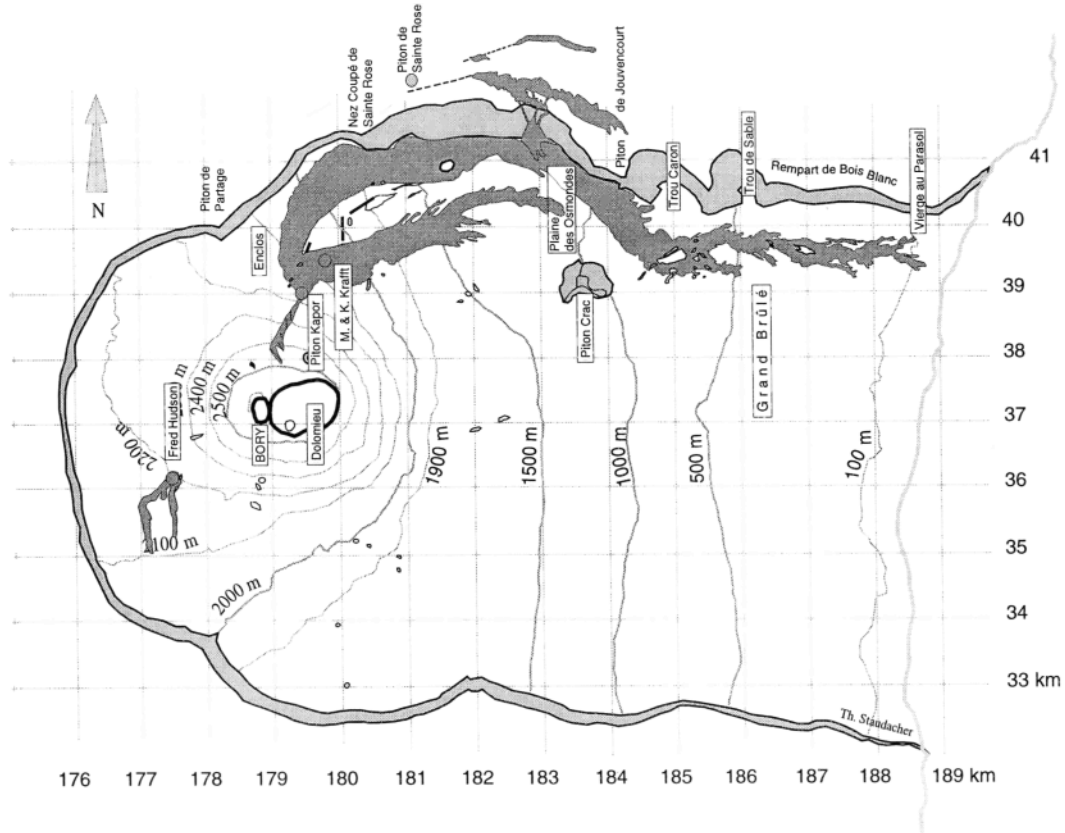 N
Piton de
Partage
Nez Coupé de
Sainte Rose
Piton de
Sainte Rose
Piton
de Jouvencourt
Trou Caron
Trou de Sable
Rempart de Bois Blanc
Vierge au Parasol
Enclos
0
Plaine
des Osmondes
Piton Kapor
M. & K. Krafft
Piton Crac
Grand Brûlé
Fred Hudson
BORY
Dolomieu
m
2400 m
2500 m
2200 m
2100 m
2000 m
1900 m
1500 m
1000 m
500 m
100 m
41
40
39
38
37
36
35
34
33 km
Th. Staudacher
176 177 178 179 180 181 182 183 184 185 186 187 188 189 km